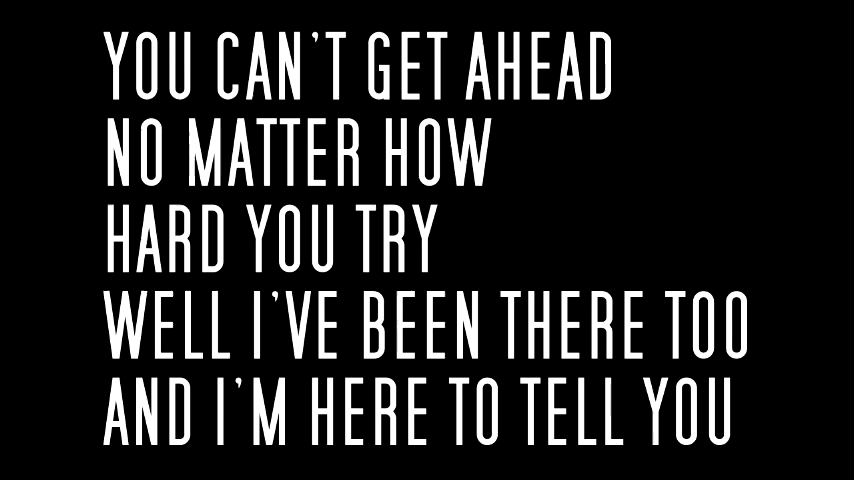 YOU CAN'T GET AHEAD
NO MATTER HOW
HARD YOU TRY
WELL I'VE BEEN THERE TOO
AND I'M HERE TO TELL YOU